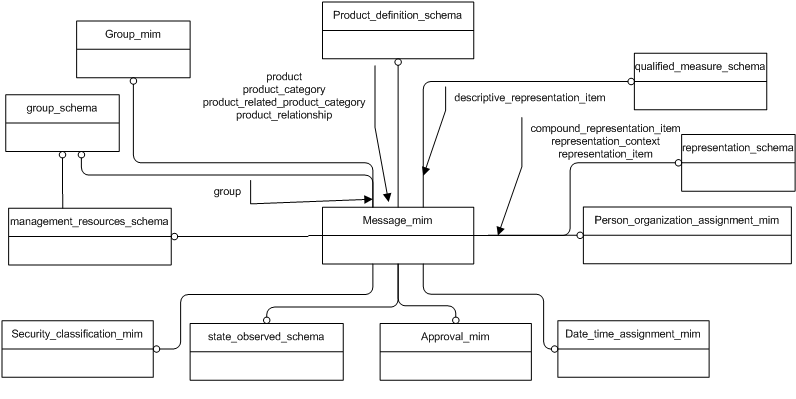 Product_definition_schema
Group_mim
qualified_measure_schema
product
product_category
product_related_product_category
product_relationship
descriptive_representation_item
group_schema
compound_representation_item
representation_context
representation_item
representation_schema
group
management_resources_schema
Message_mim
Person_organization_assignment_mim
Security_classification_mim
state_observed_schema
Approval_mim
Date_time_assignment_mim